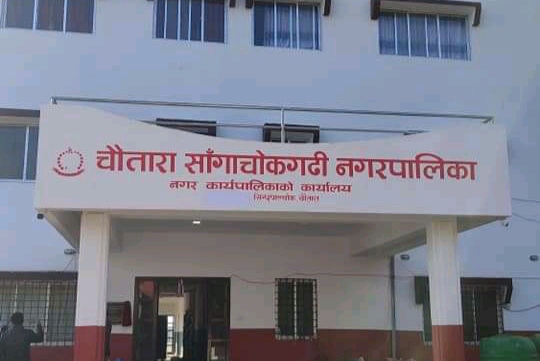 चौतारा साँगाचोकगढी नगरपालिका
नगर कार्यपालिकाको कार्यालय
सिन्धुपाल्चोक, चौतारा